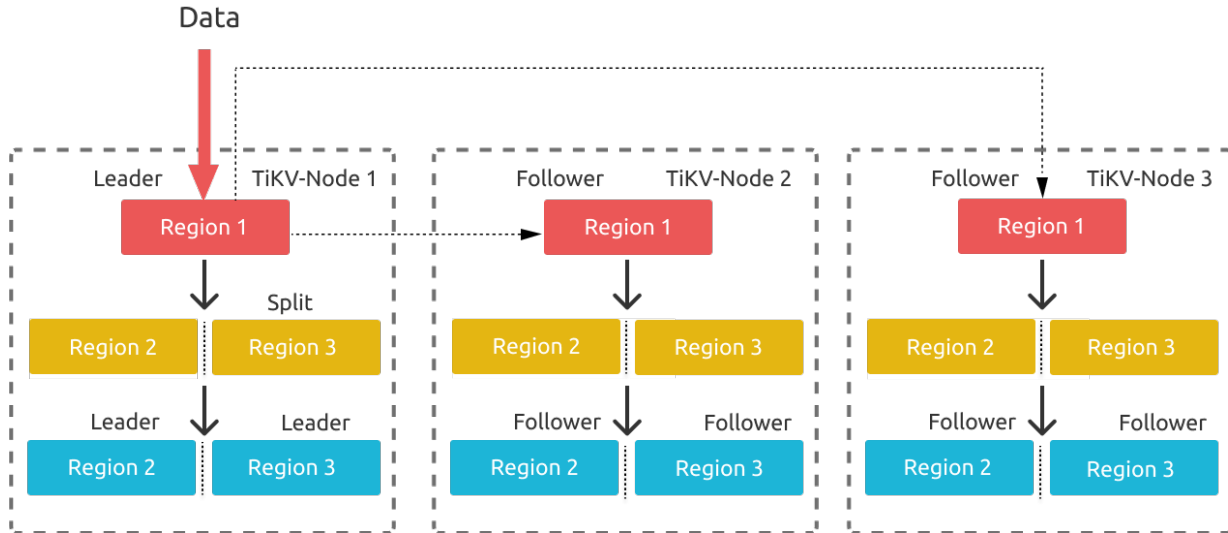 Data
Leader
TiKV-Node 1
Region 1
Split
Region 2
Region 3
Leader
Leader
Region 2
Region 3
Follower
TiKV-Node 2
Region 1
Region 2
Region 3
Follower
Follower
Region 2
Region 3
Follower
TiKV-Node 3
Region 1
Region 2
Region 3
Follower
Follower
Region 2
Region 3